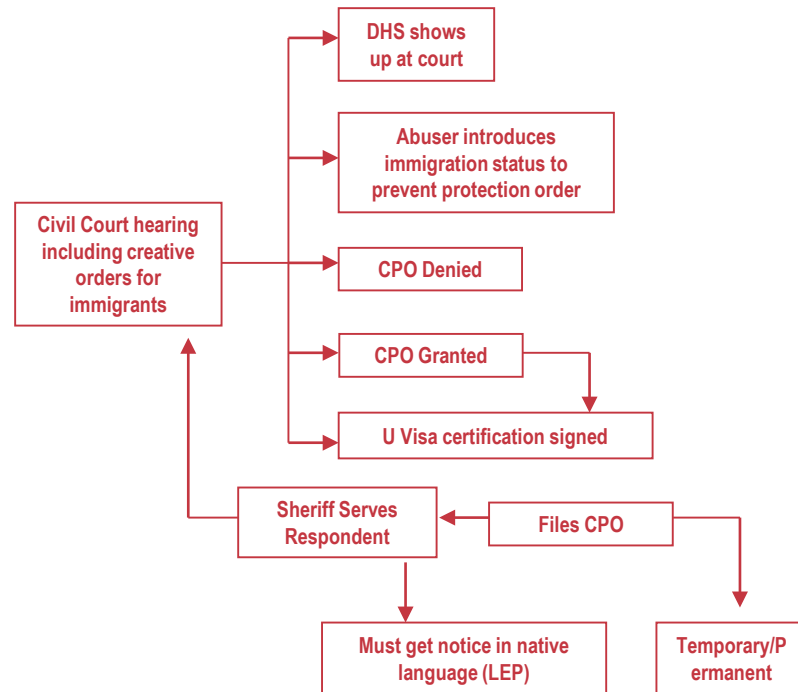 DHS shows
up at court
Abuser introduces
immigration status to
prevent protection order
Civil Court hearing
including creative
orders for
immigrants
CPO Denied
CPO Granted
U Visa certification signed
Sheriff Serves
Respondent
Files CPO
Must get notice in native
language (LEP)
Temporary/P
ermanent